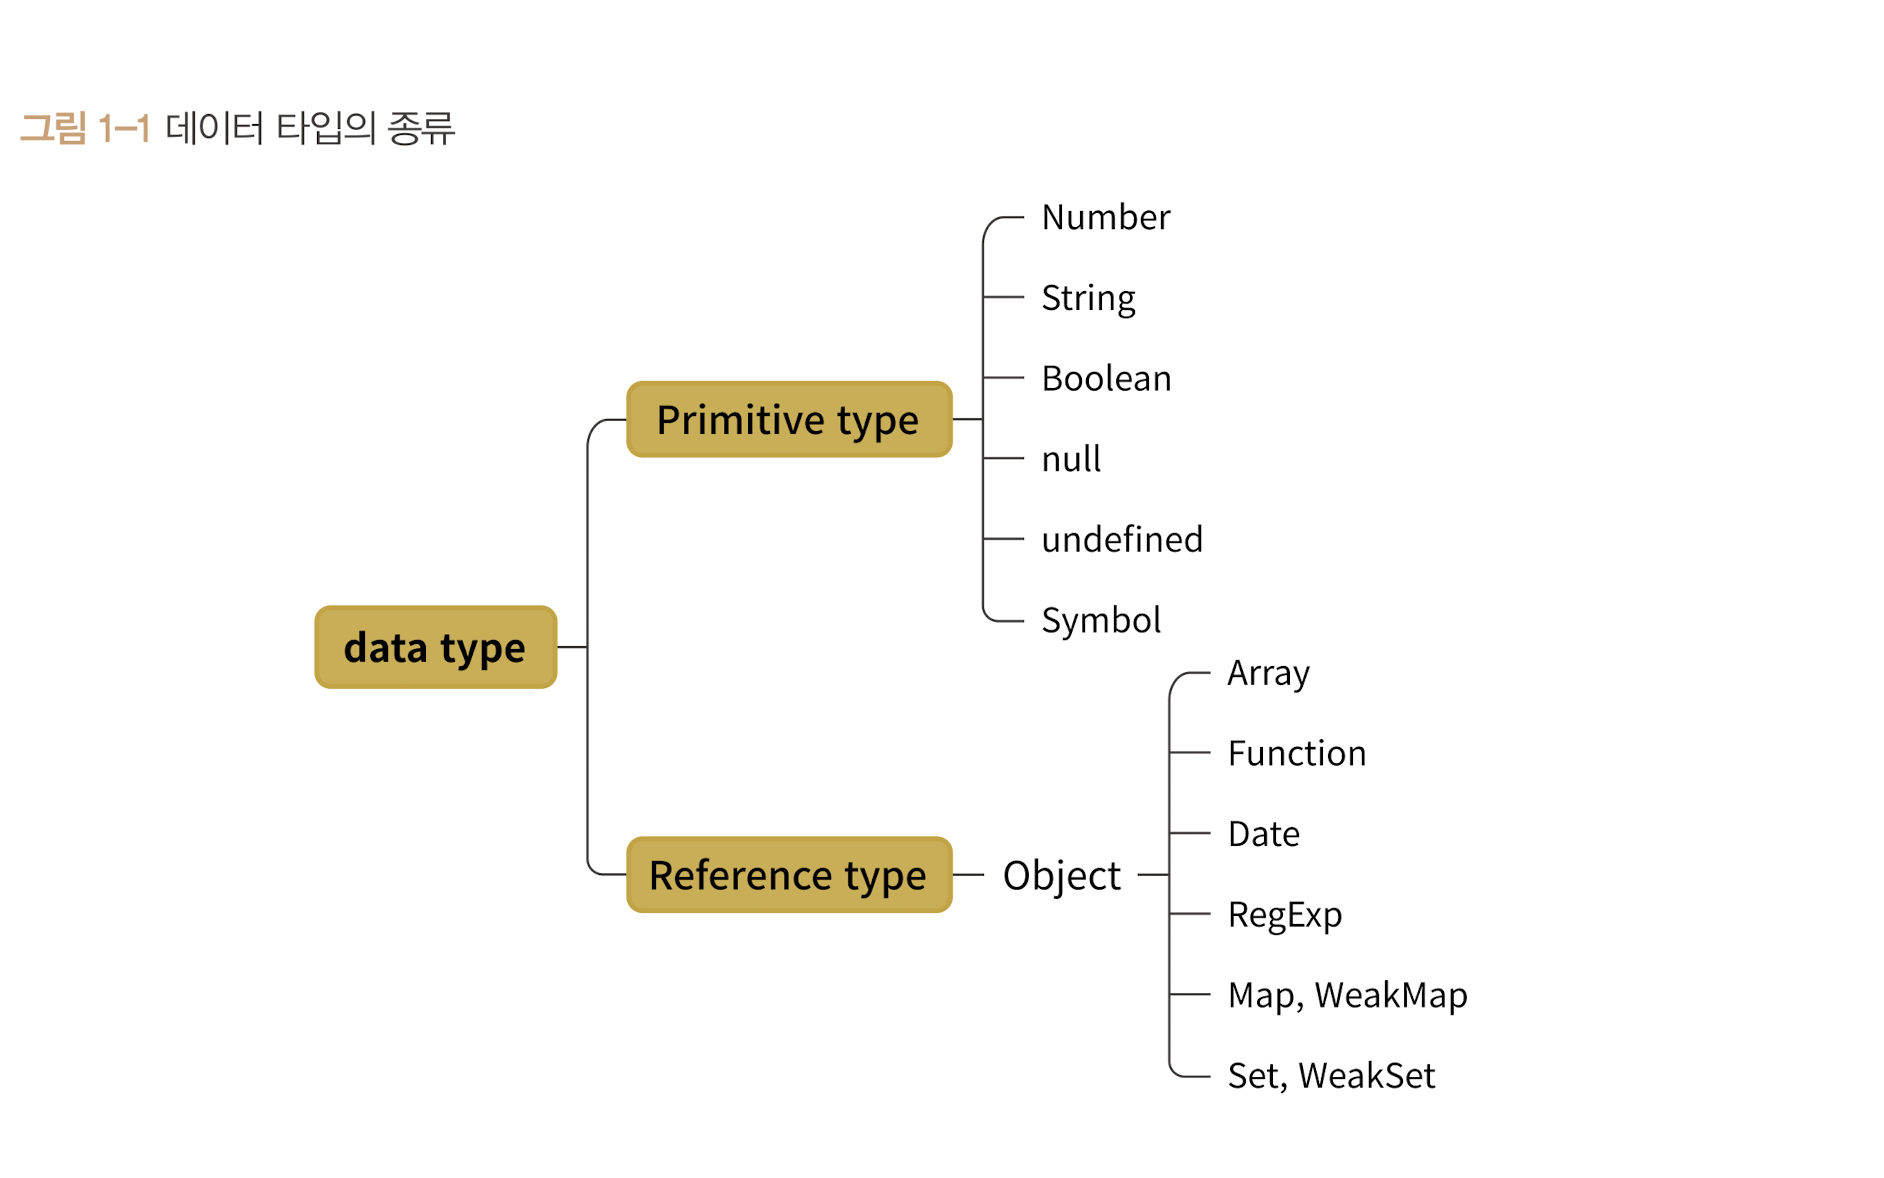 그림 1-1 데이터 타입의 종류
Number
String
Boolean
Primitive type
null
undefined
Symbol
data type
Array
Function
Date
Reference type
Object
RegExp
Map, WeakMap
Set, WeakSet